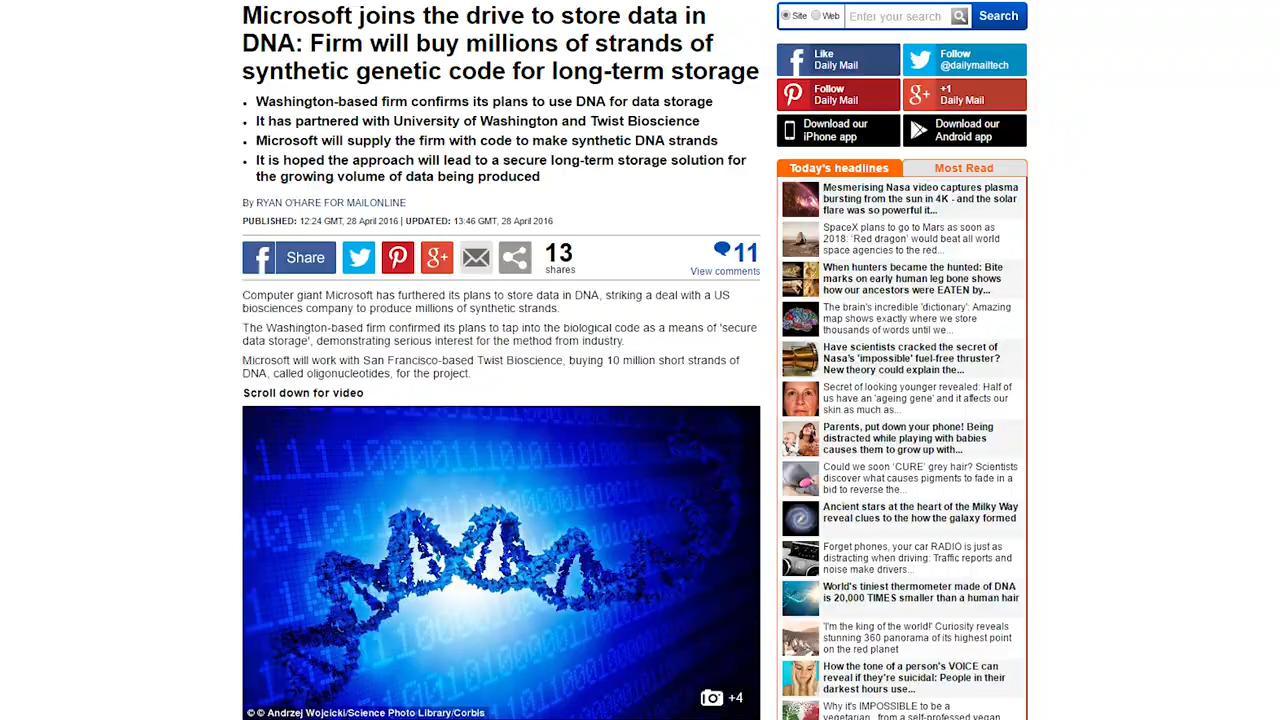 Microsoft joins the drive to store data in
DNA: Firm will buy millions of strands of
synthetic genetic code for long-term storage
• Washington-based firm confirms its plans to use DNA for data storage
• It has partnered with University of Washington and Twist Bioscience
• Microsoft will supply the firm with code to make synthetic DNA strands
• It is hoped the approach will lead to a secure long-term storage solution for
the growing volume of data being produced
By RYAN O'HARE FOR MAILONLINE
PUBLISHED: 12:24 GMT, 28 April 2016 | UPDATED: 13:46 GMT, 28 April 2016
Share
13
shares
11
View comments
Computer giant Microsoft has furthered its plans to store data in DNA, striking a deal with a US
biosciences company to produce millions of synthetic strands.
The Washington-based firm confirmed its plans to tap into the biological code as a means of 'secure
data storage', demonstrating serious interest for the method from industry.
Microsoft will work with San Francisco-based Twist Bioscience, buying 10 million short strands of
DNA, called oligonucleotides, for the project.
Scroll down for video
+4
© © Andrzej Wojcicki/Science Photo Library/Corbis
Site Web Enter your search Search
Like
Daily Mail
Follow
@dailymailtech
Follow
Daily Mail
+1
Daily Mail
Download our
iPhone app
Download our
Android app
Today's headlines
Most Read
Mesmerising Nasa video captures plasma
bursting from the sun in 4K - and the solar
flare was so powerful it...
SpaceX plans to go to Mars as soon as
2018: 'Red dragon' would beat all world
space agencies to the red...
When hunters became the hunted: Bite
marks on early human leg bone shows
how our ancestors were EATEN by...
The brain's incredible 'dictionary': Amazing
map shows exactly where we store
thousands of words until we...
Have scientists cracked the secret of
Nasa's 'impossible' fuel-free thruster?
New theory could explain the...
Secret of looking younger revealed: Half of
us have an 'ageing gene' and it affects our
skin as much as...
Parents, put down your phone! Being
distracted while playing with babies
causes them to grow up with...
Could we soon 'CURE' grey hair? Scientists
discover what causes pigments to fade in a
bid to reverse the...
Ancient stars at the heart of the Milky Way
reveal clues to the how the galaxy formed
Forget phones, your car RADIO is just as
distracting when driving: Traffic reports and
noise make drivers...
World's tiniest thermometer made of DNA
is 20,000 TIMES smaller than a human hair
'I'm the king of the world!' Curiosity reveals
stunning 360 panorama of its highest point
on the red planet
How the tone of a person's VOICE can
reveal if they're suicidal: People in their
darkest hours use...
Why it's IMPOSSIBLE to be a
vegetarian...from a self-professed vegan